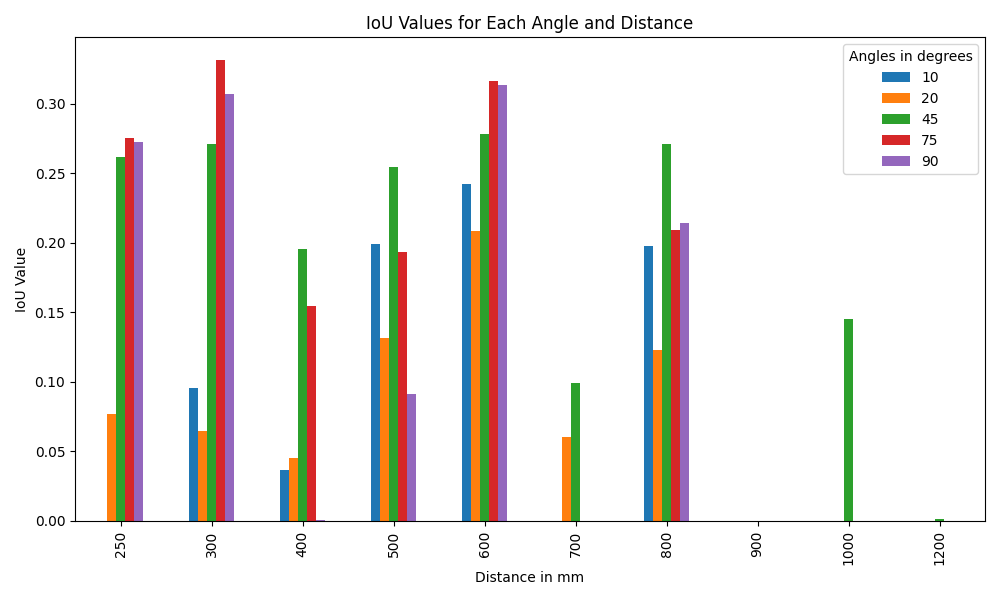 IoU Values for Each Angle and Distance
Angles in degrees
10
20
45
75
90
IoU Value
0.30
0.25
0.20
0.15
0.10
0.05
0.00
250 300 400 500 600 700 800 900 1000 1200
Distance in mm